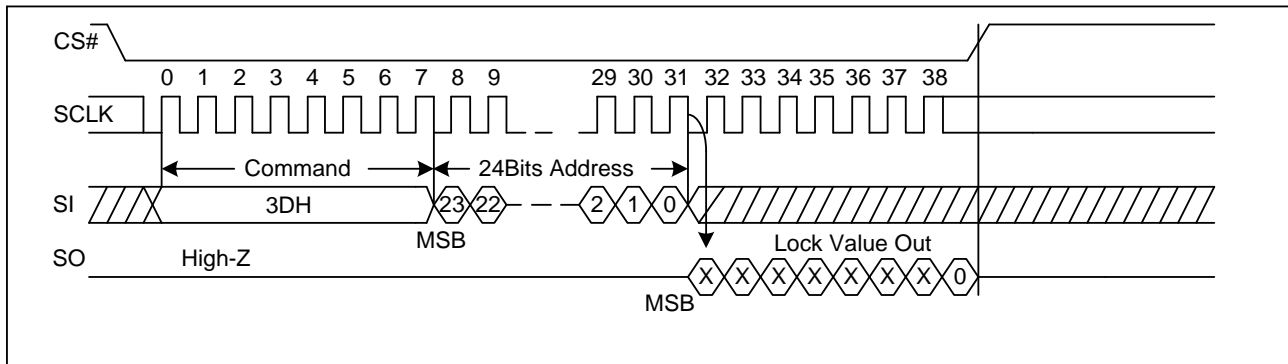 CS#
0 1 2 3 4 5 6 7 8 9 29 30 31 32 33 34 35 36 37 38
SCLK
Command 24Bits Address
SI 3DH 23 22 2 1 0
MSB
Lock Value Out
SO High-Z
X X X X X X X 0
MSB